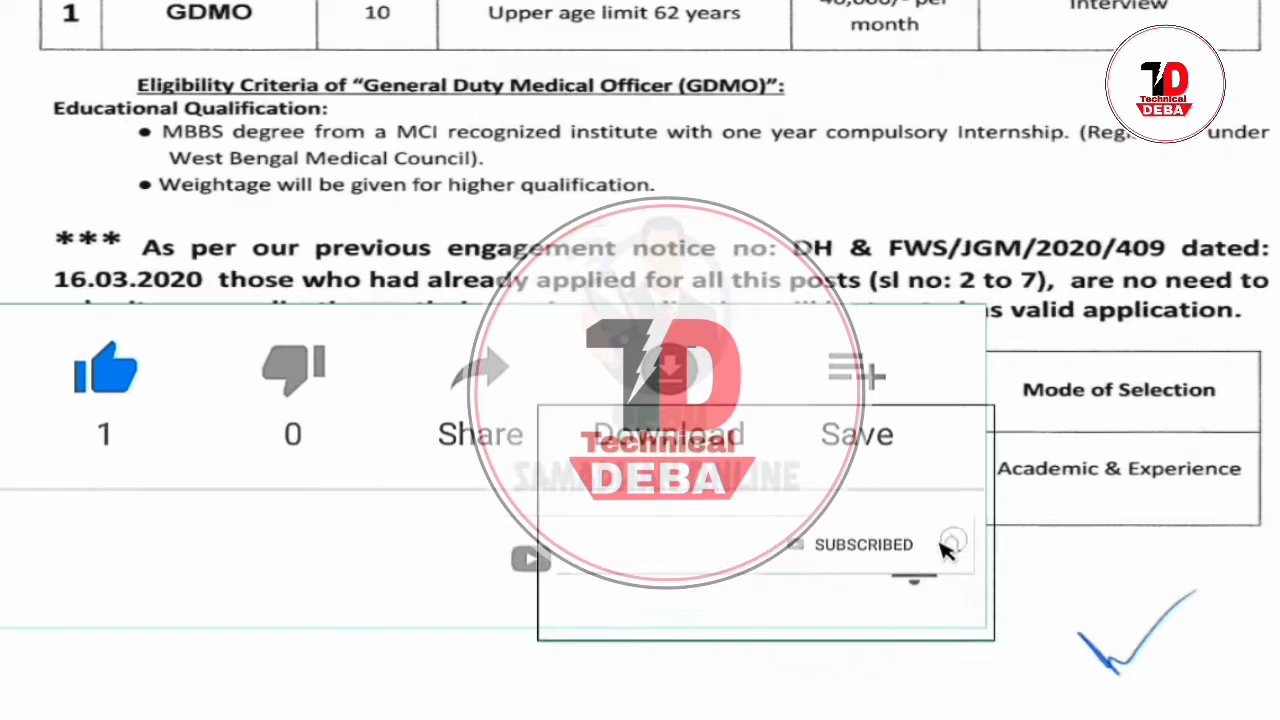 1 GDMO 10 Upper age limit 62 years per month Interview
Eligibility Criteria of “General Duty Medical Officer (GDMO)”:
Educational Qualification:
● MBBS degree from a MCI recognized institute with one year compulsory Internship. ( under
West Bengal Medical Council).
● Weightage will be given for higher qualification.
*** As per our previous engagement notice no: DH & FWS/JGM/2020/409 dated:
16.03.2020 those who had already applied for all this posts (sl no: 2 to 7), are no need to
as valid application.
Mode of Selection
Academic & Experience
1 0 Share Download Save
SUBSCRIBED
TD
Technical
DEBA
TD
Technical
DEBA